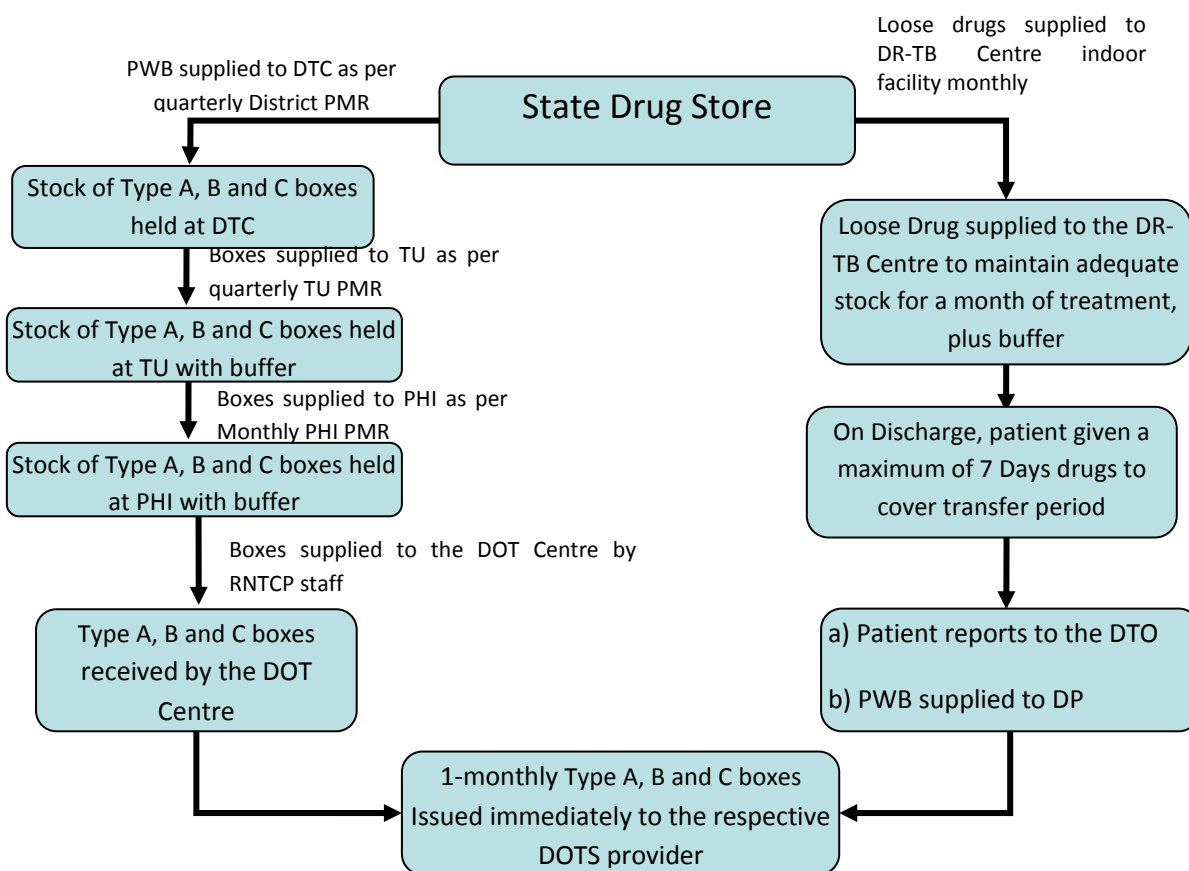 Loose drugs supplied to
DR-TB Centre indoor
facility monthly
PWB supplied to DTC as per
quarterly District PMR
State Drug Store
Stock of Type A, B and C boxes
held at DTC
Boxes supplied to TU as per
quarterly TU PMR
Stock of Type A, B and C boxes held
at TU with buffer
Boxes supplied to PHI as per
Monthly PHI PMR
Stock of Type A, B and C boxes held
at PHI with buffer
Boxes supplied to the DOT Centre by
RNTCP staff
Type A, B and C boxes
received by the DOT
Centre
Loose Drug supplied to the DR-
TB Centre to maintain adequate
stock for a month of treatment,
plus buffer
On Discharge, patient given a
maximum of 7 Days drugs to
cover transfer period
a) Patient reports to the DTO
b) PWB supplied to DP
1-monthly Type A, B and C boxes
Issued immediately to the respective
DOTS provider